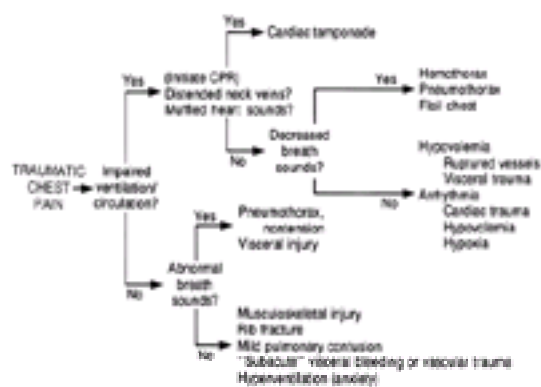 Yes
Cardiac tamponade
(Initiate CPR)
Yes
Distended neck veins?
Muffled heart sounds?
Yes
Hemothorax
Pneumothorax
Flail chest
No
Decreased
breath
sounds?
Hypovolemia
Ruptured vessels
Visceral trauma
No
Arrhythmia
Cardiac trauma
Hypovolemia
Hypoxia
TRAUMATIC
CHEST
PAIN
Impaired
ventilation/
circulation?
Yes
Pneumothorax,
nontension
Visceral injury
No
Abnormal
breath
sounds?
No
Musculoskeletal injury
Rib fracture
Mild pulmonary contusion
"Subacute" visceral bleeding or vascular trauma
Hyperventilation (anxiety)